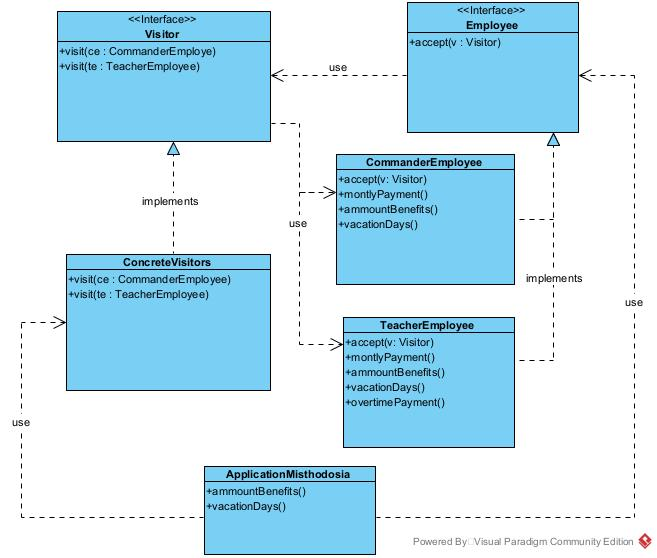 <<Interface>>
Visitor
+visit(ce : CommanderEmploye)
+visit(te : TeacherEmployee)
<<Interface>>
Employee
+accept(v : Visitor)
use
CommanderEmployee
+accept(v: Visitor)
+montlyPayment()
+ammountBenefits()
+vacationDays()
implements
use
ConcreteVisitors
+visit(ce : CommanderEmployee)
+visit(te : TeacherEmployee)
implements
use
TeacherEmployee
+accept(v: Visitor)
+montlyPayment()
+ammountBenefits()
+vacationDays()
+overtimePayment()
use
ApplicationMisthodosia
+ammountBenefits()
+vacationDays()
Powered By Visual Paradigm Community Edition